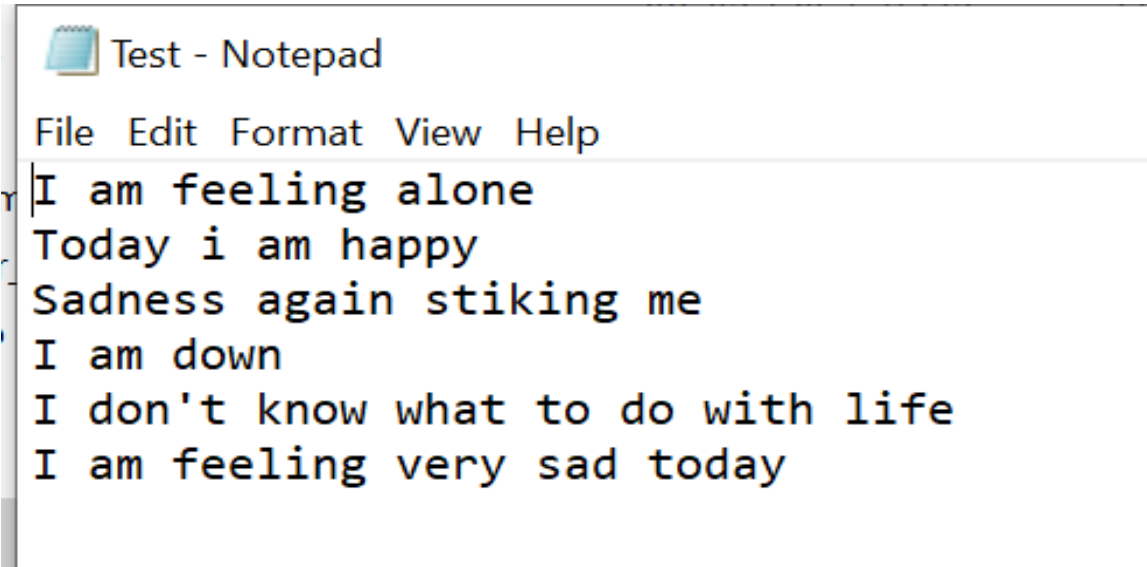 Test - Notepad
File Edit Format View Help
I am feeling alone
Today i am happy
Sadness again stiking me
I am down
I don't know what to do with life
I am feeling very sad today